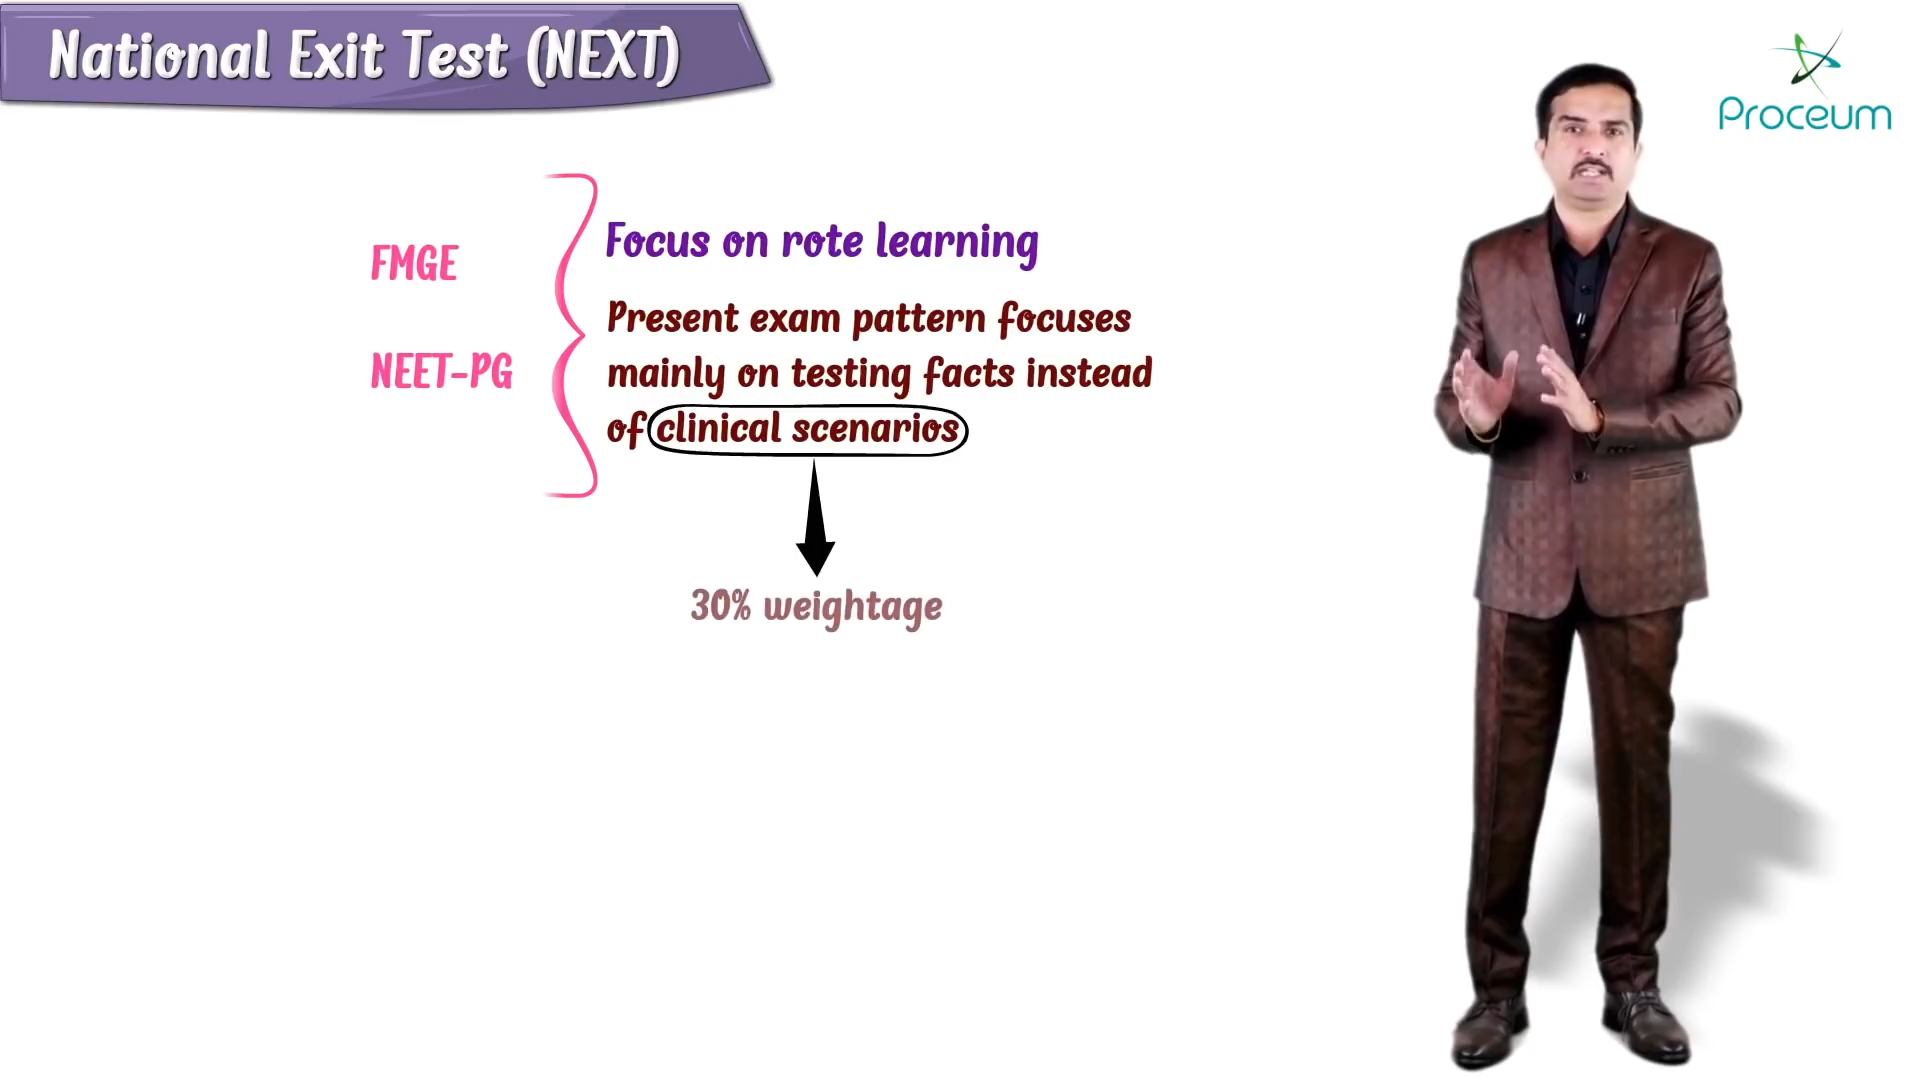 National Exit Test (NEXT)
Proceum
FMGE
NEET-PG
Focus on rote learning
Present exam pattern focuses
mainly on testing facts instead
of clinical scenarios
30% weightage